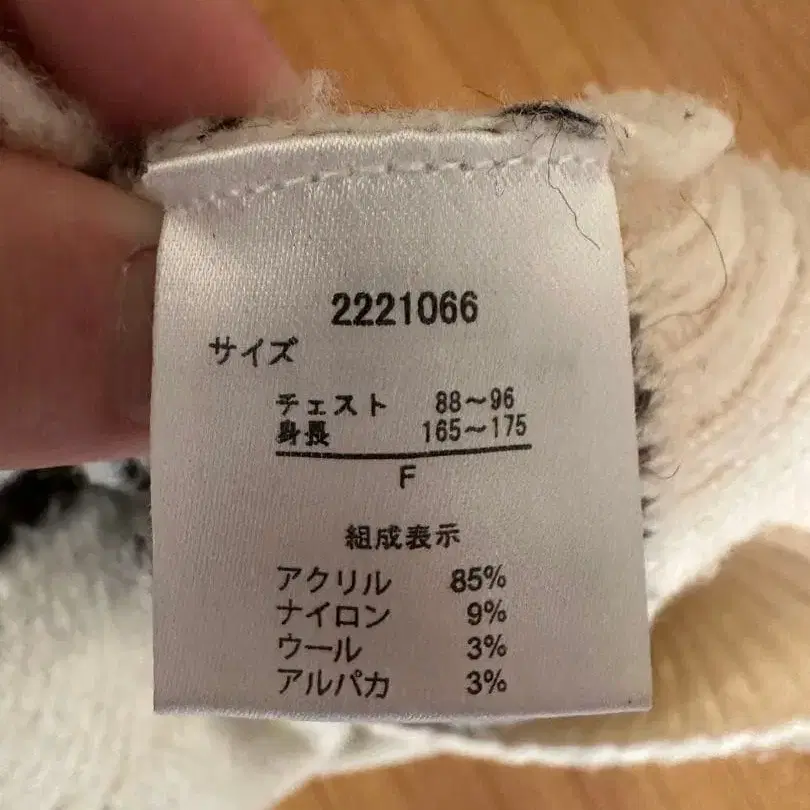 2221066
サイズ
チェスト 88～96
身長 165～175
F
組成表示
アクリル 85%
ナイロン 9%
ウール 3%
アルパカ 3%